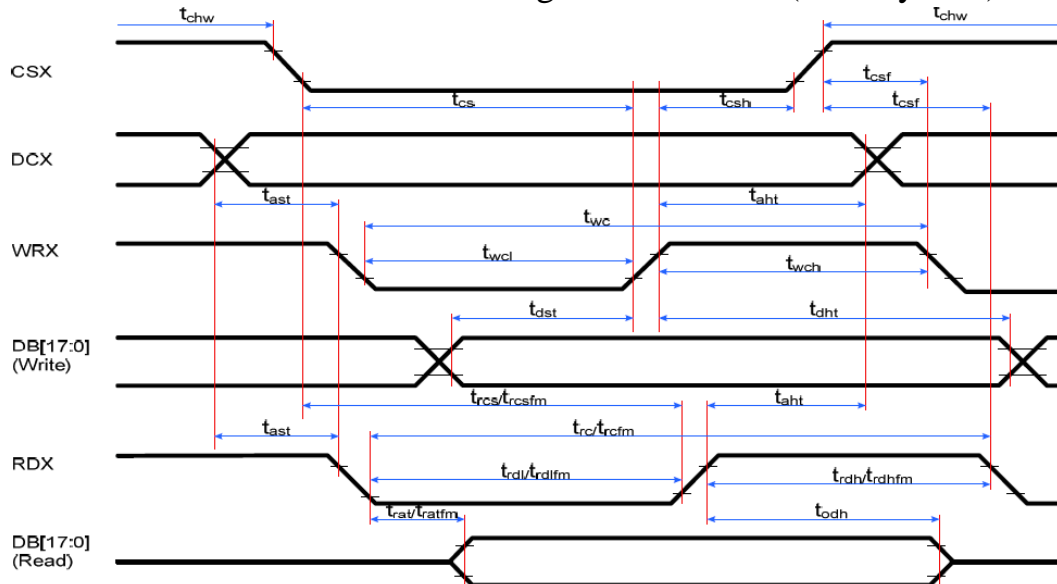 tchw
tchw
CSX
tcsf
tcs
tcsh
tcsf
DCX
tast
taht
twc
WRX
twcl
twch
tdst
tdht
DB[17:0]
(Write)
trcs/trcsfm
taht
tast
trc/trcfm
RDX
trdl/trdlfm
trdh/trdhfm
trat/tratfm
todh
DB[17:0]
(Read)